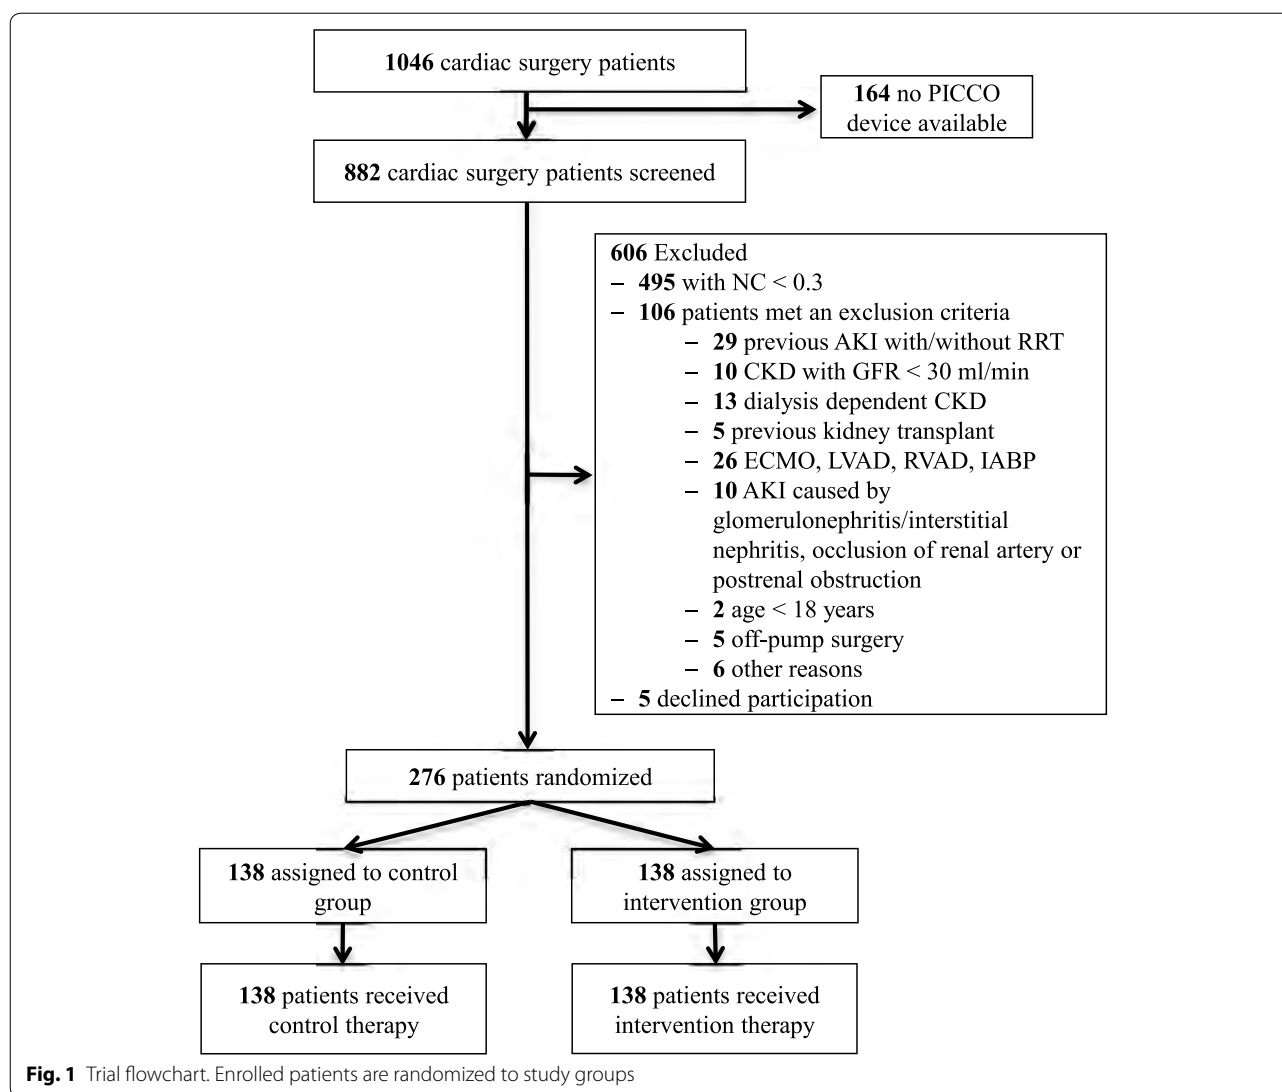 1046 cardiac surgery patients
164 no PICCO
device available
882 cardiac surgery patients screened
606 Excluded
– 495 with NC < 0.3
– 106 patients met an exclusion criteria
– 29 previous AKI with/without RRT
– 10 CKD with GFR < 30 ml/min
– 13 dialysis dependent CKD
– 5 previous kidney transplant
– 26 ECMO, LVAD, RVAD, IABP
– 10 AKI caused by
glomerulonephritis/interstitial
nephritis, occlusion of renal artery or
postrenal obstruction
– 2 age < 18 years
– 5 off-pump surgery
– 6 other reasons
– 5 declined participation
276 patients randomized
138 assigned to control
group
138 assigned to
intervention group
138 patients received
control therapy
138 patients received
intervention therapy
Fig. 1 Trial flowchart. Enrolled patients are randomized to study groups